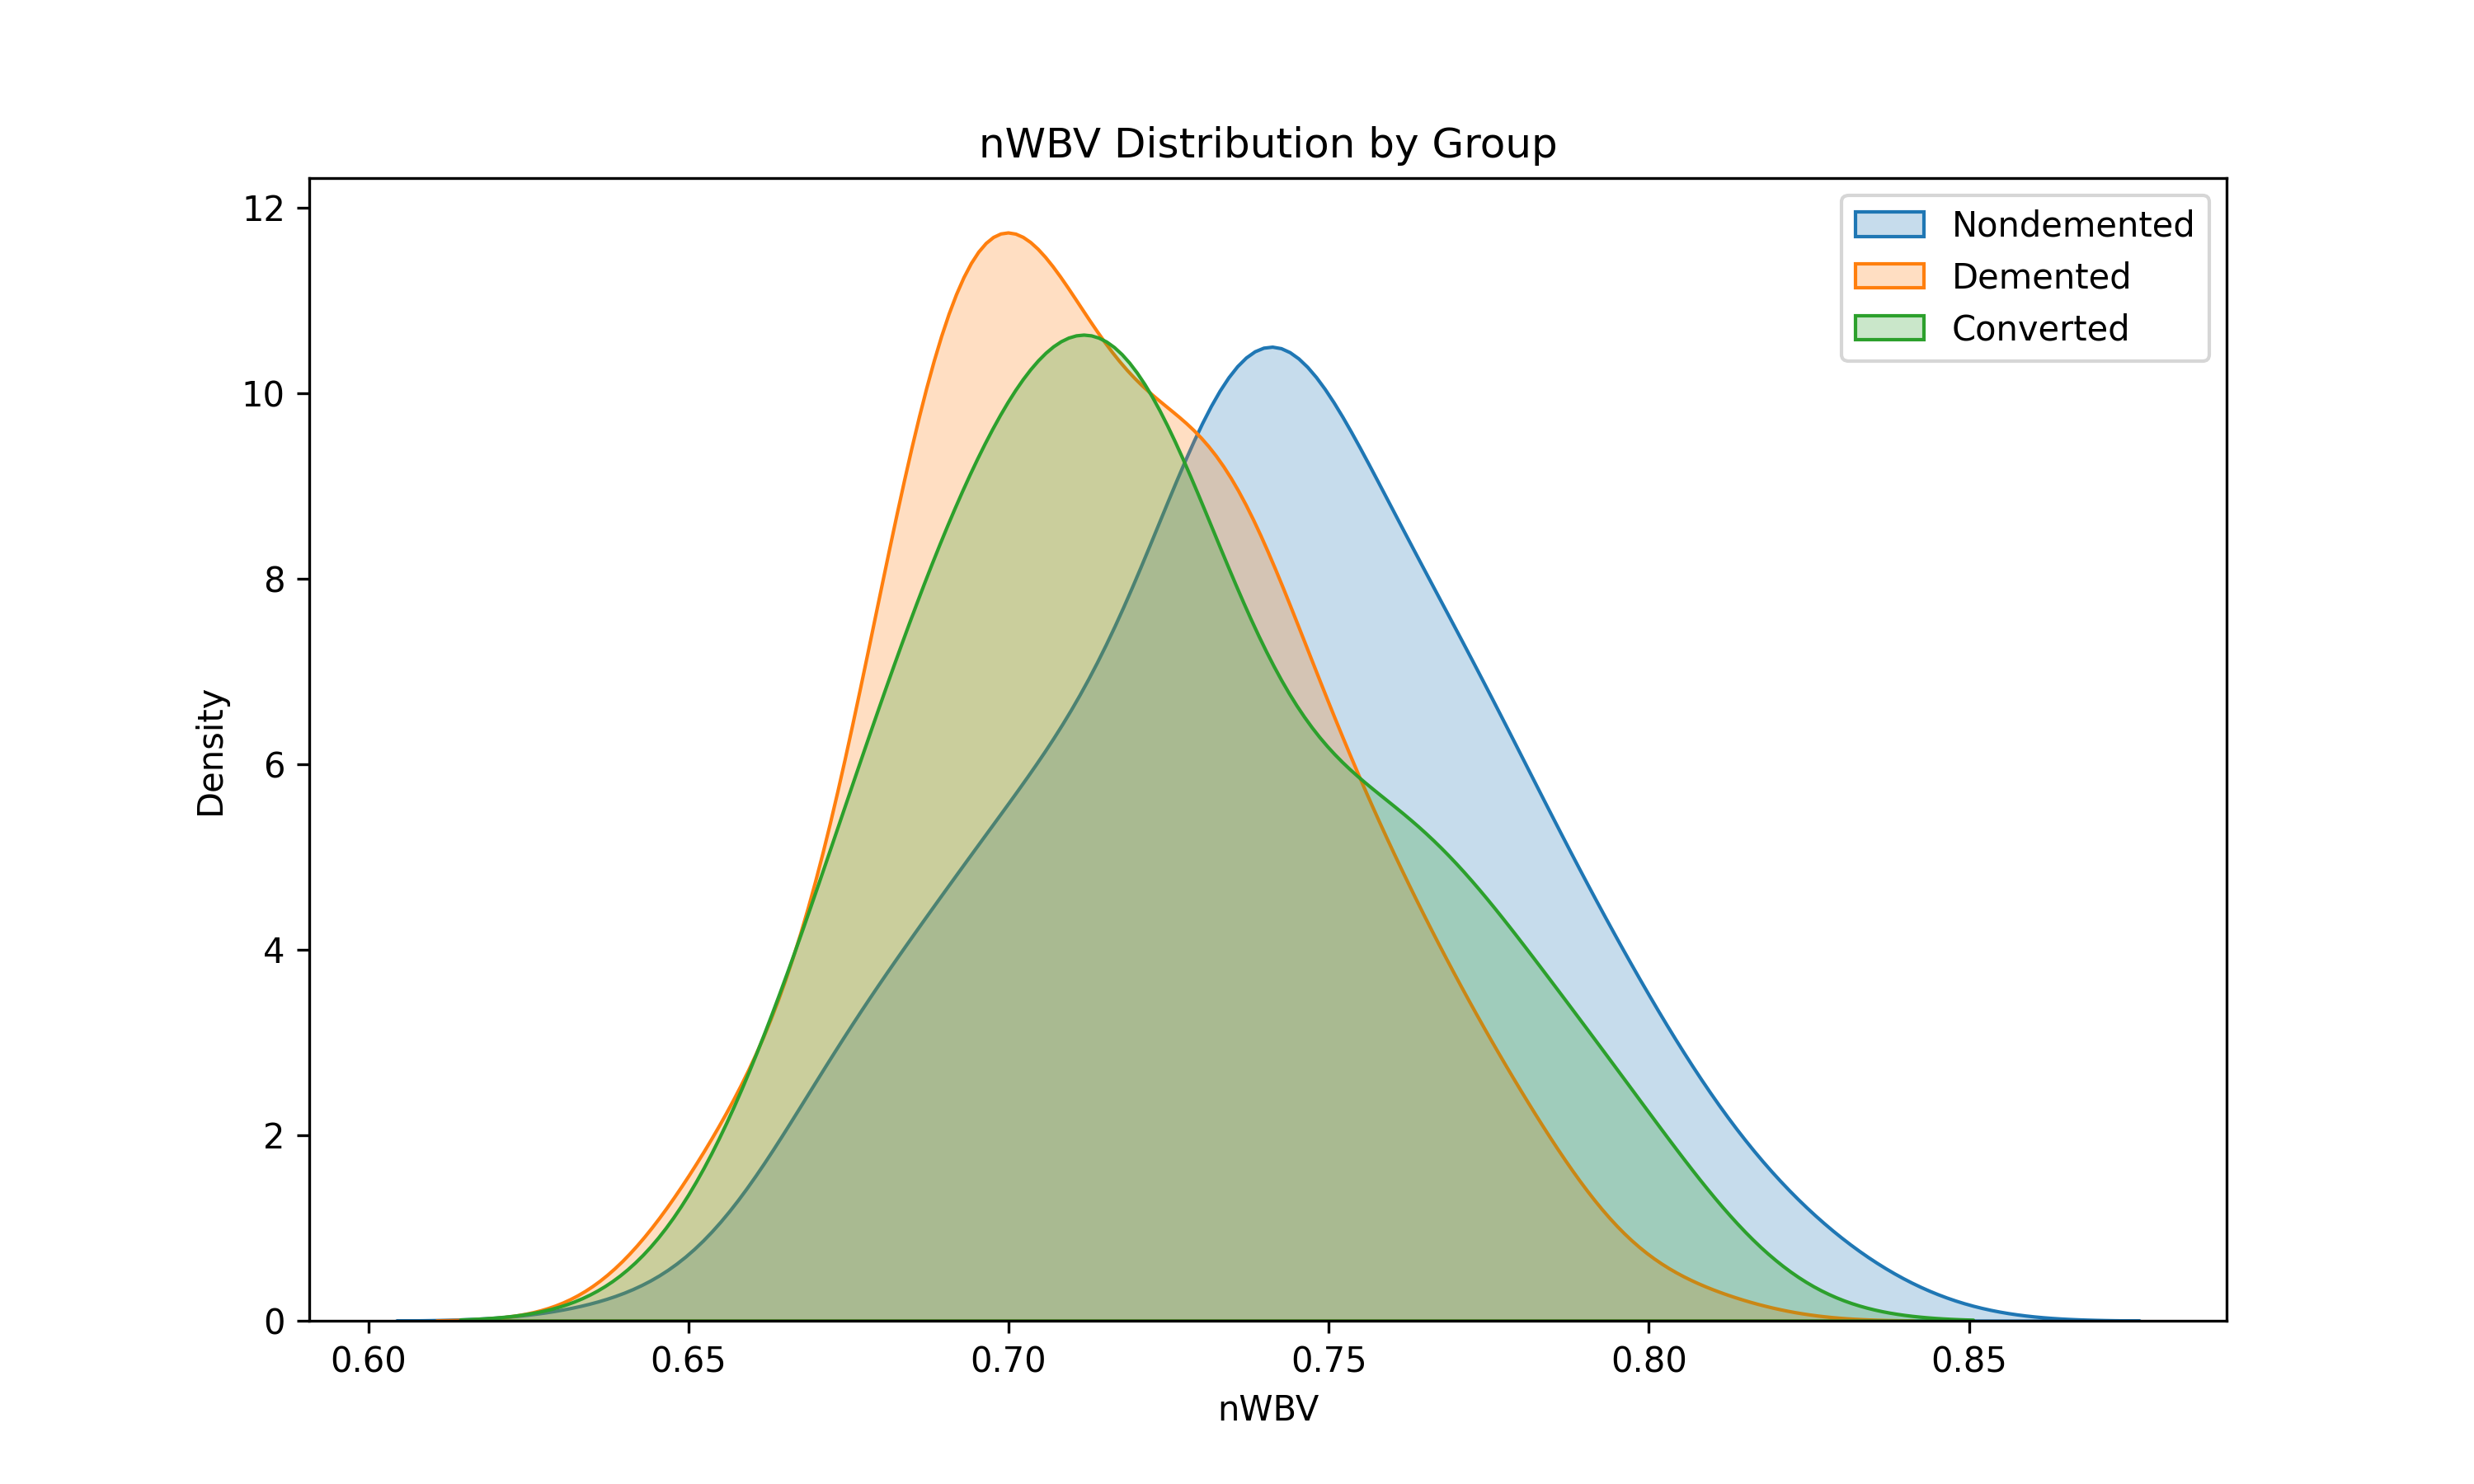 nWBV Distribution by Group
12
10
8
6
4
2
0
Density
Nondemented
Demented
Converted
0.60 0.65 0.70 0.75 0.80 0.85
nWBV